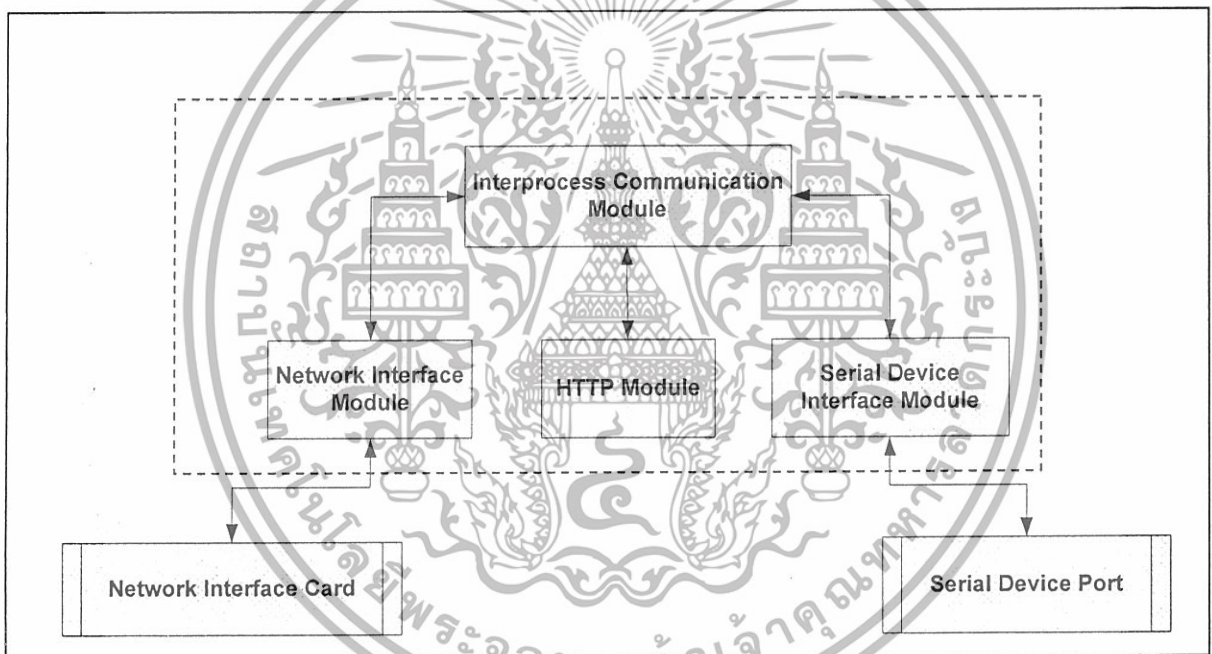 Interprocess Communication
Module
Network Interface
Module
HTTP Module
Serial Device
Interface Module
Network Interface Card
Serial Device Port